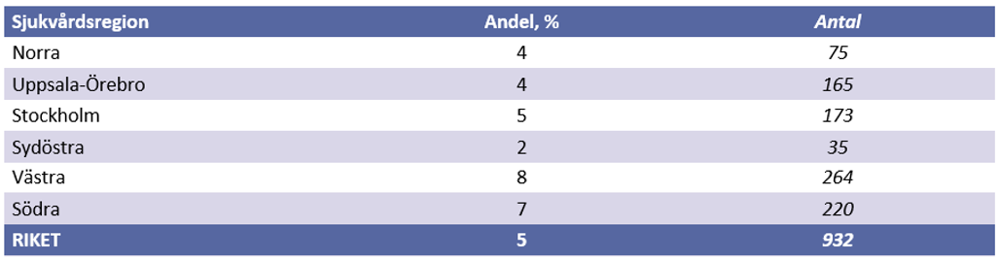 Sjukvårdsregion Andel, % Antal
Norra 4 75
Uppsala-Örebro 4 165
Stockholm 5 173
Sydöstra 2 35
Västra 8 264
Södra 7 220
RIKET 5 932